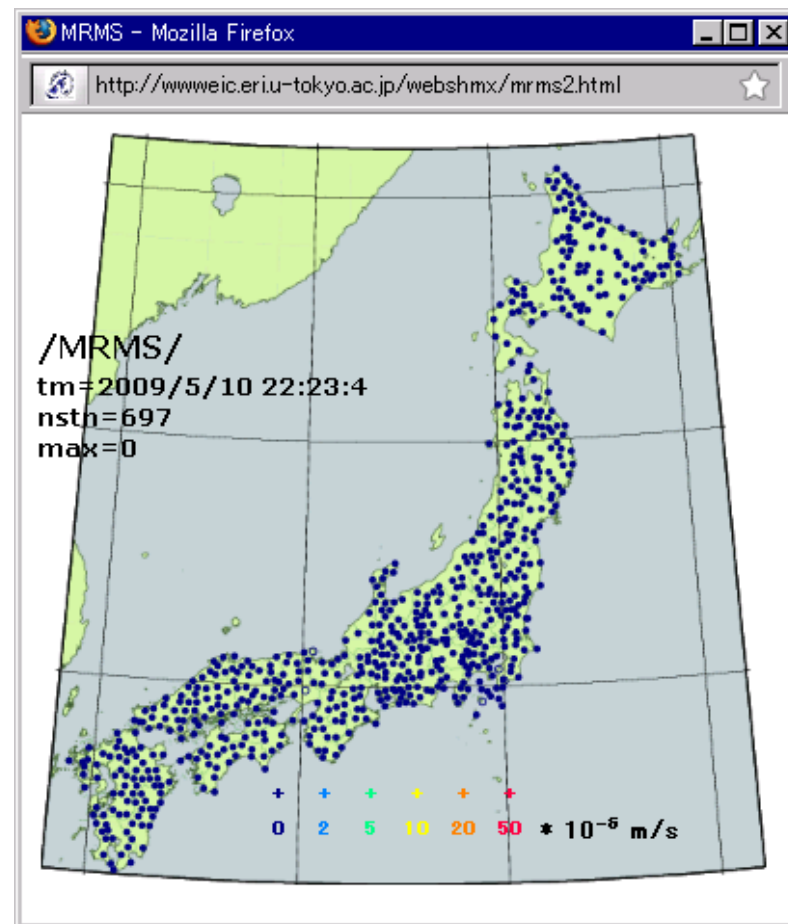 MRMS - Mozilla Firefox
http://wwweic.eri.u-tokyo.ac.jp/webshmx/mrms2.html
/MRMS/
tm=2009/5/10 22:23:4
nstn=697
max=0
+ + + + + +
0 2 5 10 20 50 * 10⁻⁵ m/s